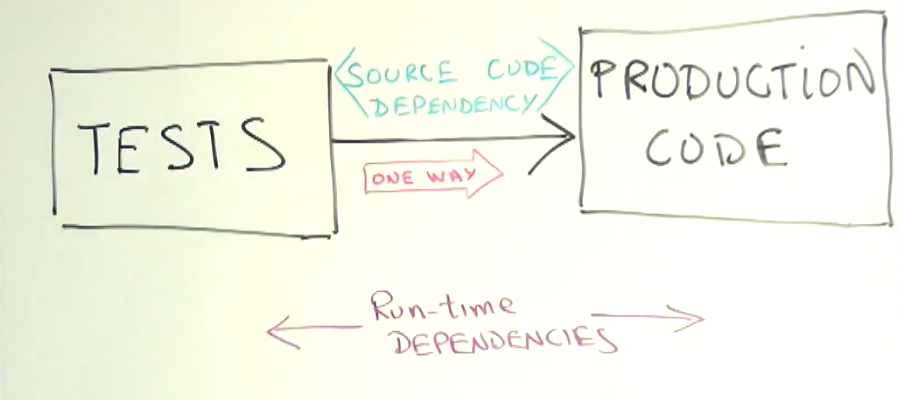 TESTS
SOURCE CODE
DEPENDENCY
ONE WAY
PRODUCTION
CODE
Run-time
DEPENDENCIES